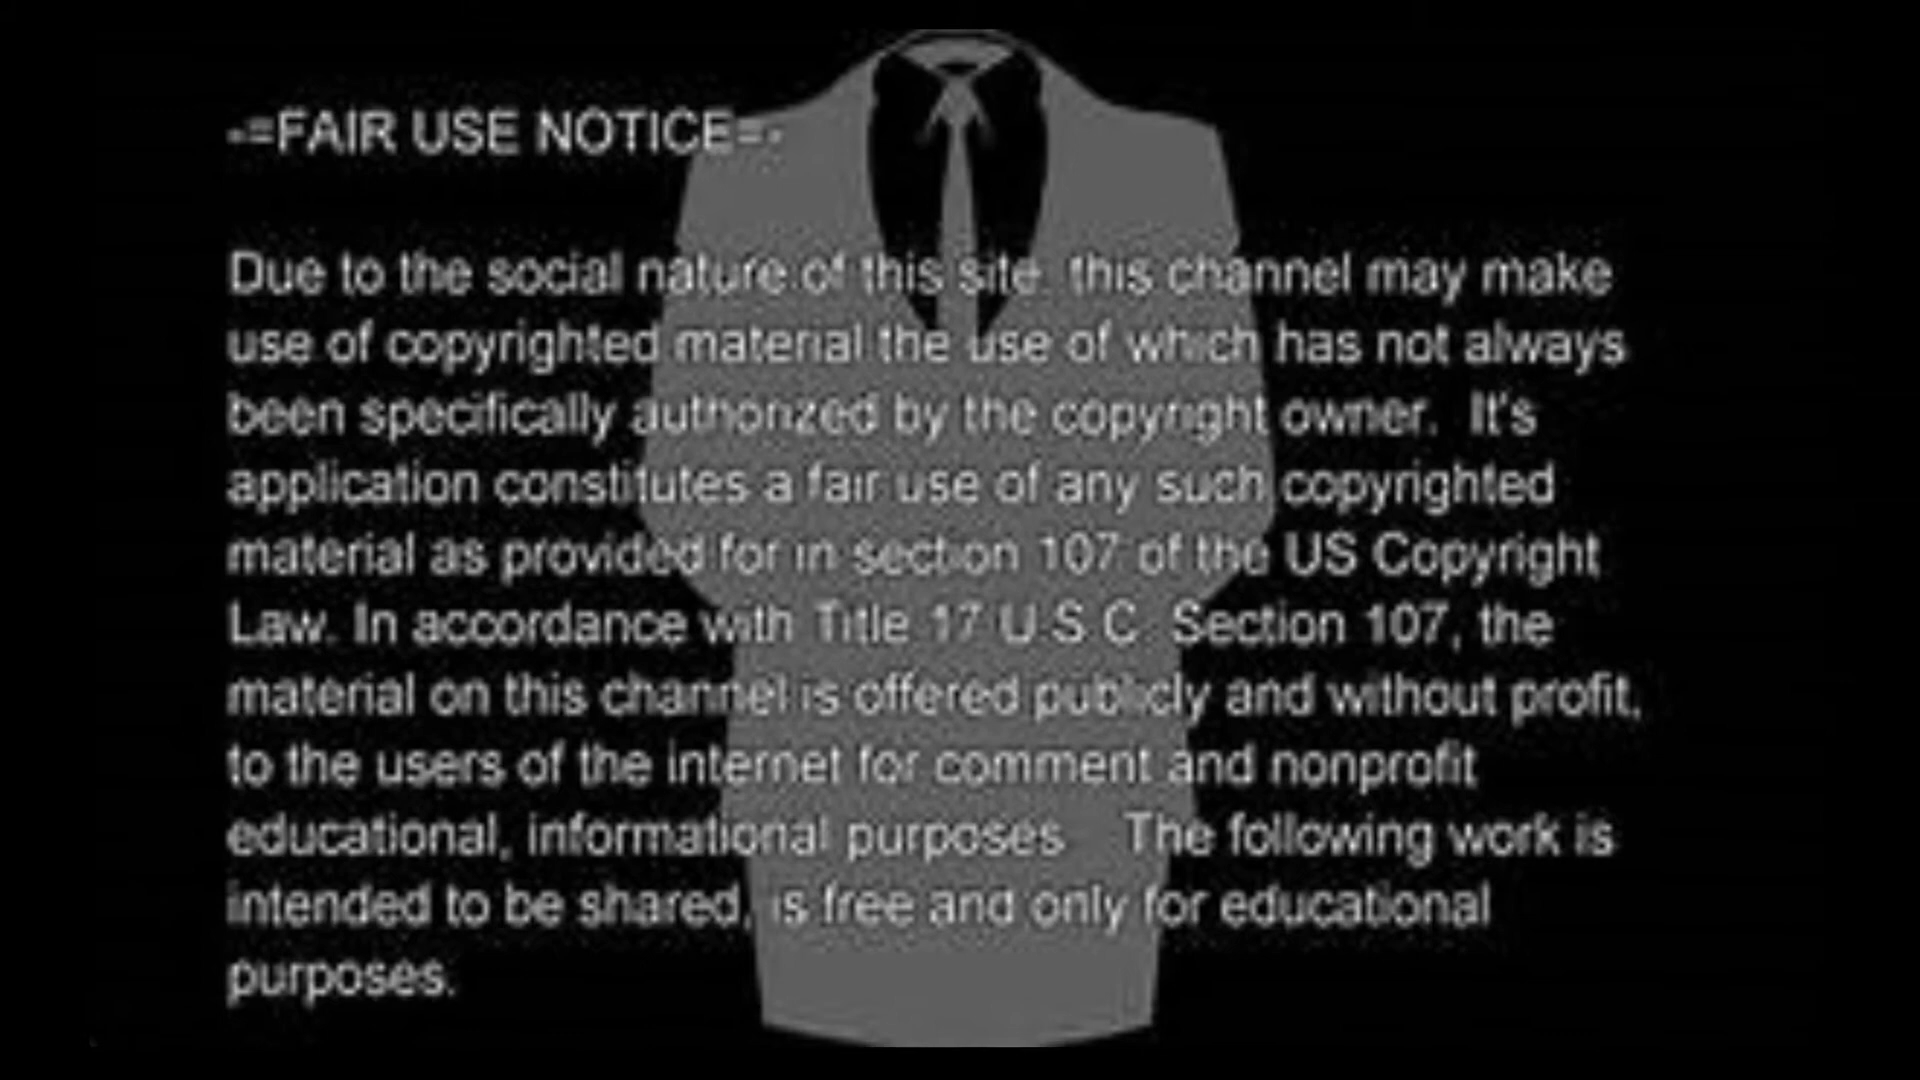 -=FAIR USE NOTICE=-
Due to the social nature of this site, this channel may make
use of copyrighted material the use of which has not always
been specifically authorized by the copyright owner. It's
application constitutes a fair use of any such copyrighted
material as provided for in section 107 of the US Copyright
Law. In accordance with Title 17 U.S.C. Section 107, the
material on this channel is offered publicly and without profit,
to the users of the internet for comment and nonprofit
educational, informational purposes. The following work is
intended to be shared, is free and only for educational
purposes.